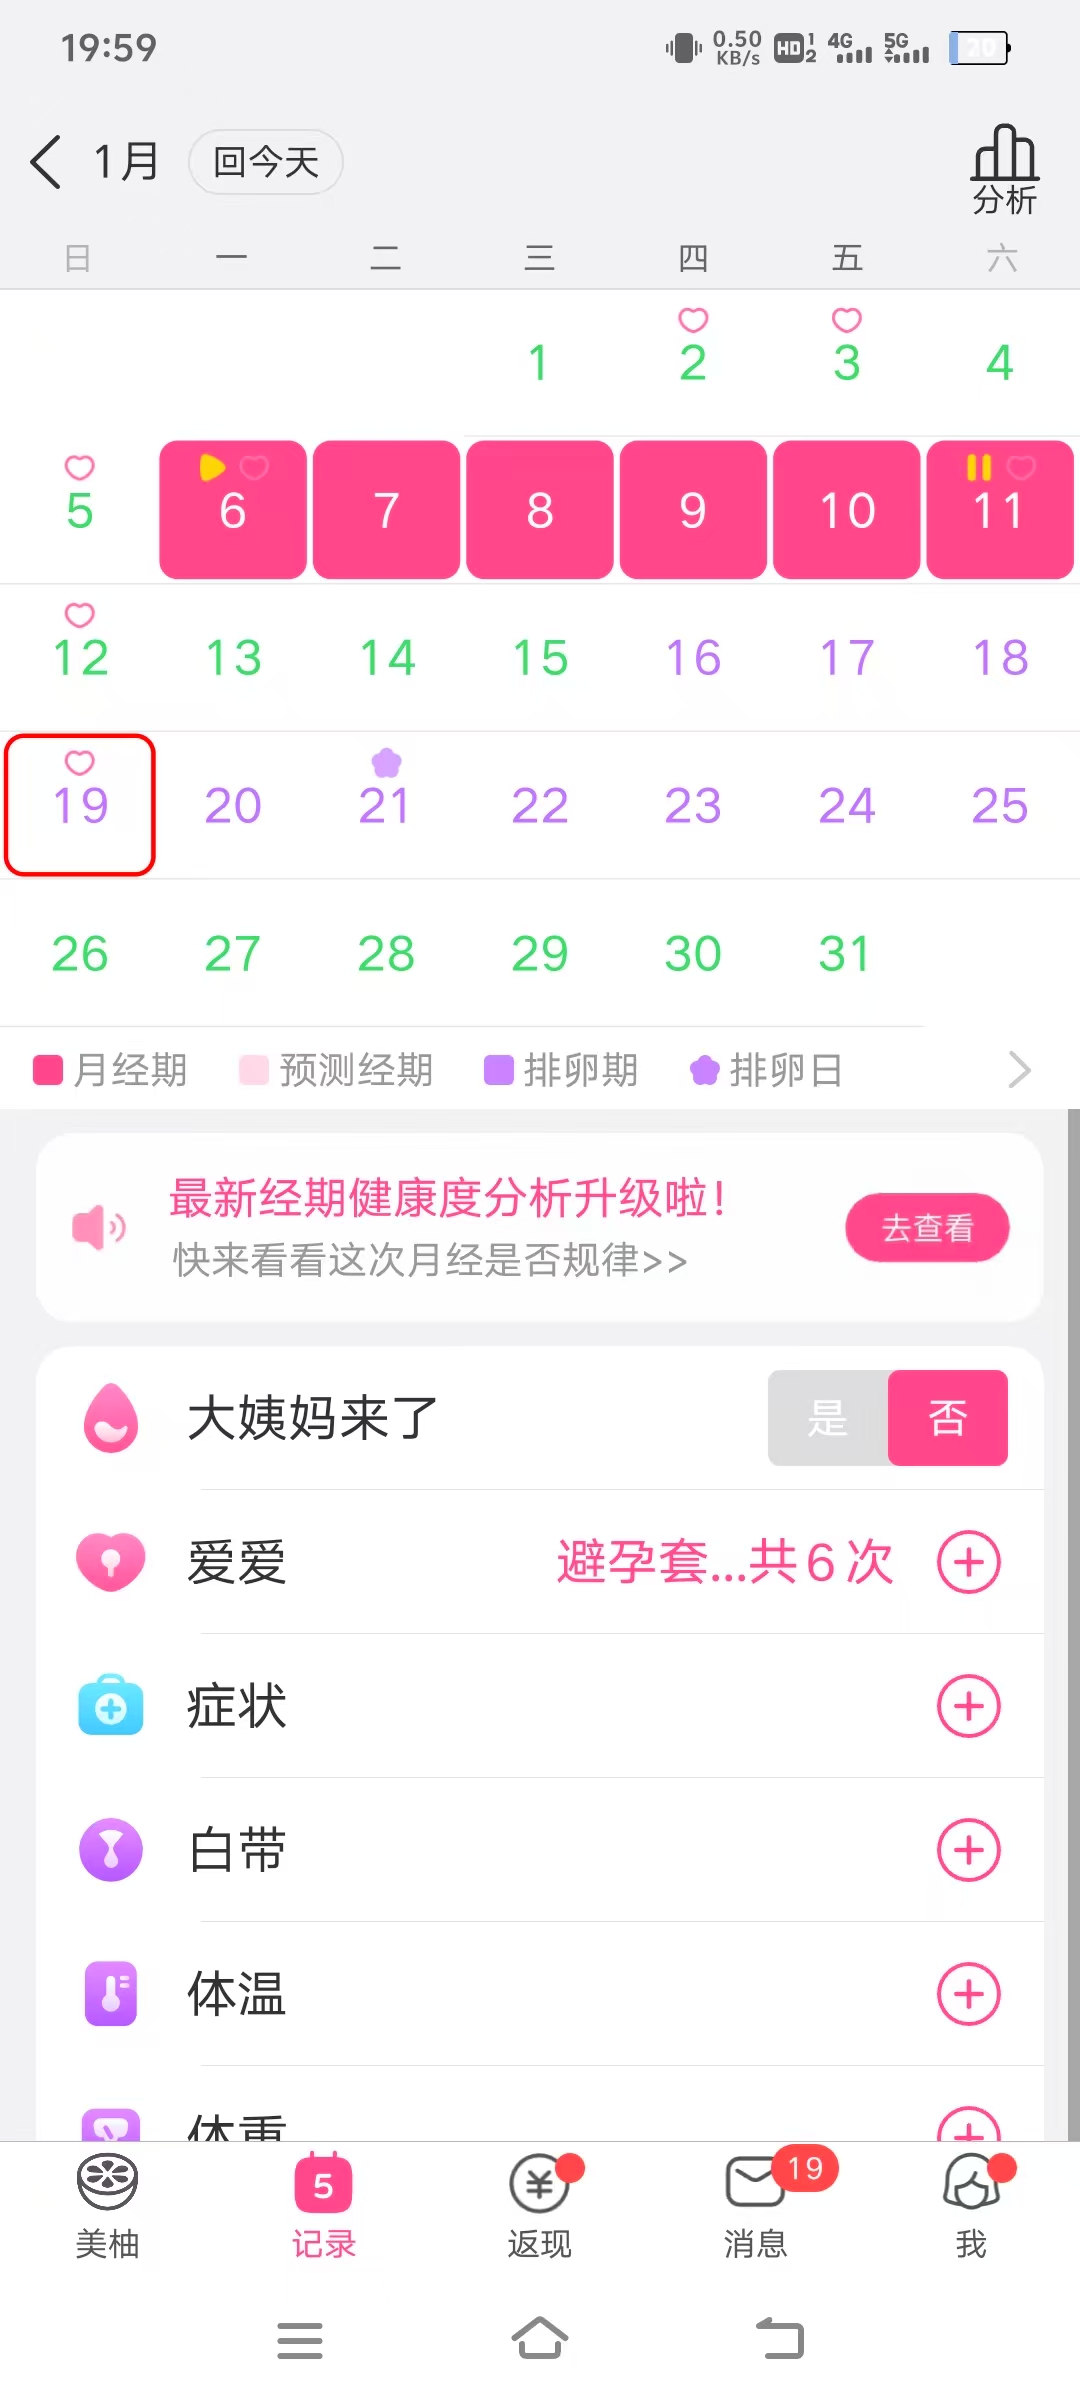 19:59 0.50 KB/s HD 1 2 4G 5G 20
1月 回今天 分析
日 一 二 三 四 五 六
1 2 3 4
5 6 7 8 9 10 11
12 13 14 15 16 17 18
19 20 21 22 23 24 25
26 27 28 29 30 31
月经期 预测经期 排卵期 排卵日
最新经期健康度分析升级啦!
快来看看这次月经是否规律>>
去查看
大姨妈来了 是 否
爱爱 避孕套...共6次
症状
白带
体温
体重
5 19
美柚 记录 返现 消息 我